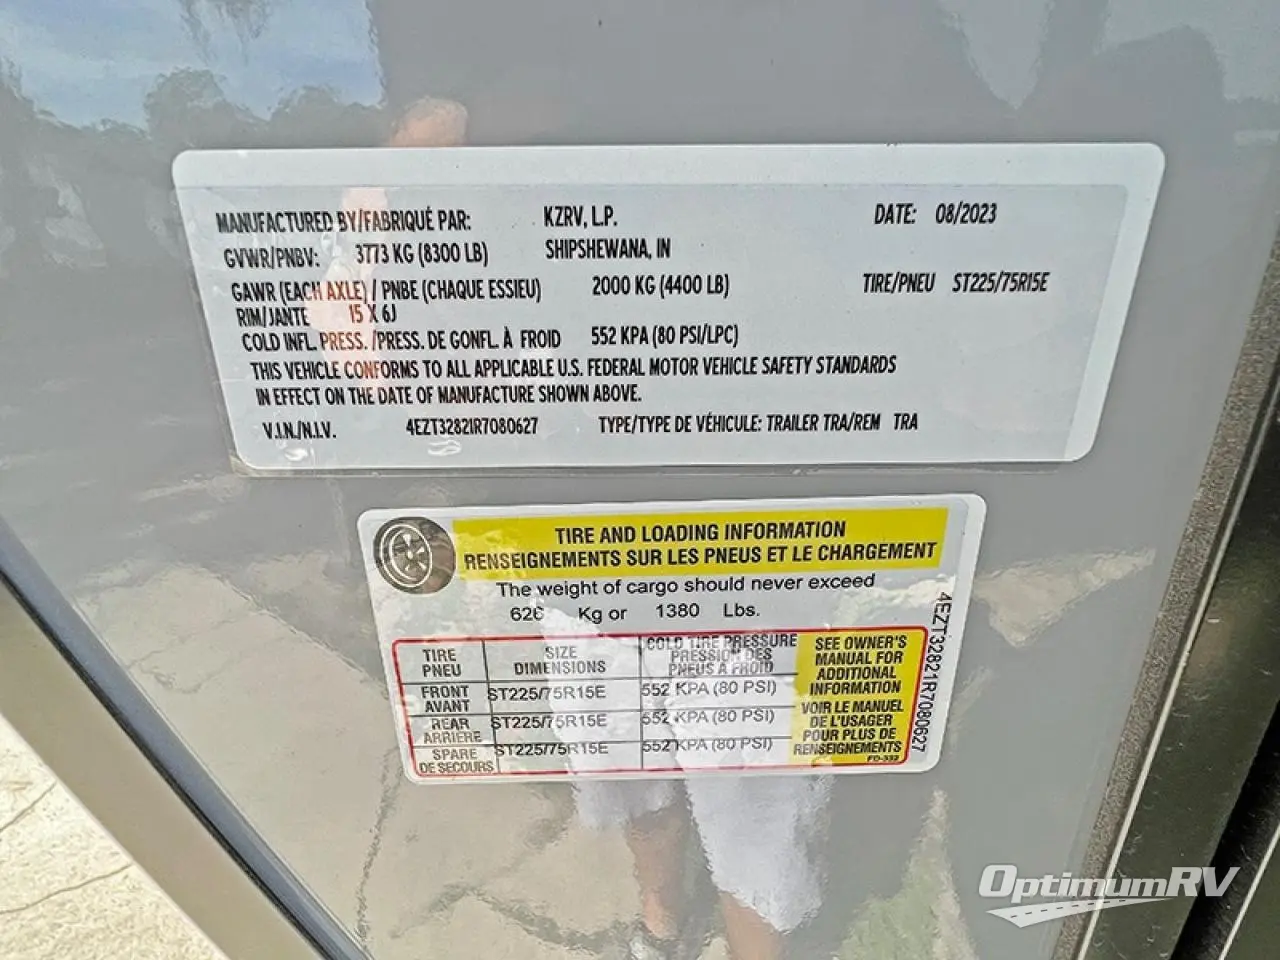 MANUFACTURED BY/FABRIQUÉ PAR: KZRV, L.P. DATE: 08/2023
GVWR/PNBV: 3773 KG (8300 LB) SHIPSHEWANA, IN
GAWR (EACH AXLE) / PNBE (CHAQUE ESSIEU) 2000 KG (4400 LB) TIRE/PNEU ST225/75R15E
RIM/JANTE 15 X 6J
COLD INFL. PRESS. /PRESS. DE GONFL. À FROID 552 KPA (80 PSI/LPC)
THIS VEHICLE CONFORMS TO ALL APPLICABLE U.S. FEDERAL MOTOR VEHICLE SAFETY STANDARDS
IN EFFECT ON THE DATE OF MANUFACTURE SHOWN ABOVE.
V.I.N./N.I.V. 4EZT32821R7080627 TYPE/TYPE DE VÉHICULE: TRAILER TRA/REM TRA
TIRE AND LOADING INFORMATION
RENSEIGNEMENTS SUR LES PNEUS ET LE CHARGEMENT
The weight of cargo should never exceed
626 Kg or 1380 Lbs.
TIRE
PNEU
SIZE
DIMENSIONS
COLD TIRE PRESSURE
PRESSION DES
PNEUS À FROID
FRONT
AVANT
ST225/75R15E 552 KPA (80 PSI)
REAR
ARRIÈRE
ST225/75R15E 552 KPA (80 PSI)
SPARE
DE SECOURS
ST225/75R15E 552 KPA (80 PSI)
SEE OWNER'S
MANUAL FOR
ADDITIONAL
INFORMATION
VOIR LE MANUEL
DE L'USAGER
POUR PLUS DE
RENSEIGNEMENTS
FD-332
4EZT32821R7080627
OptimumRV